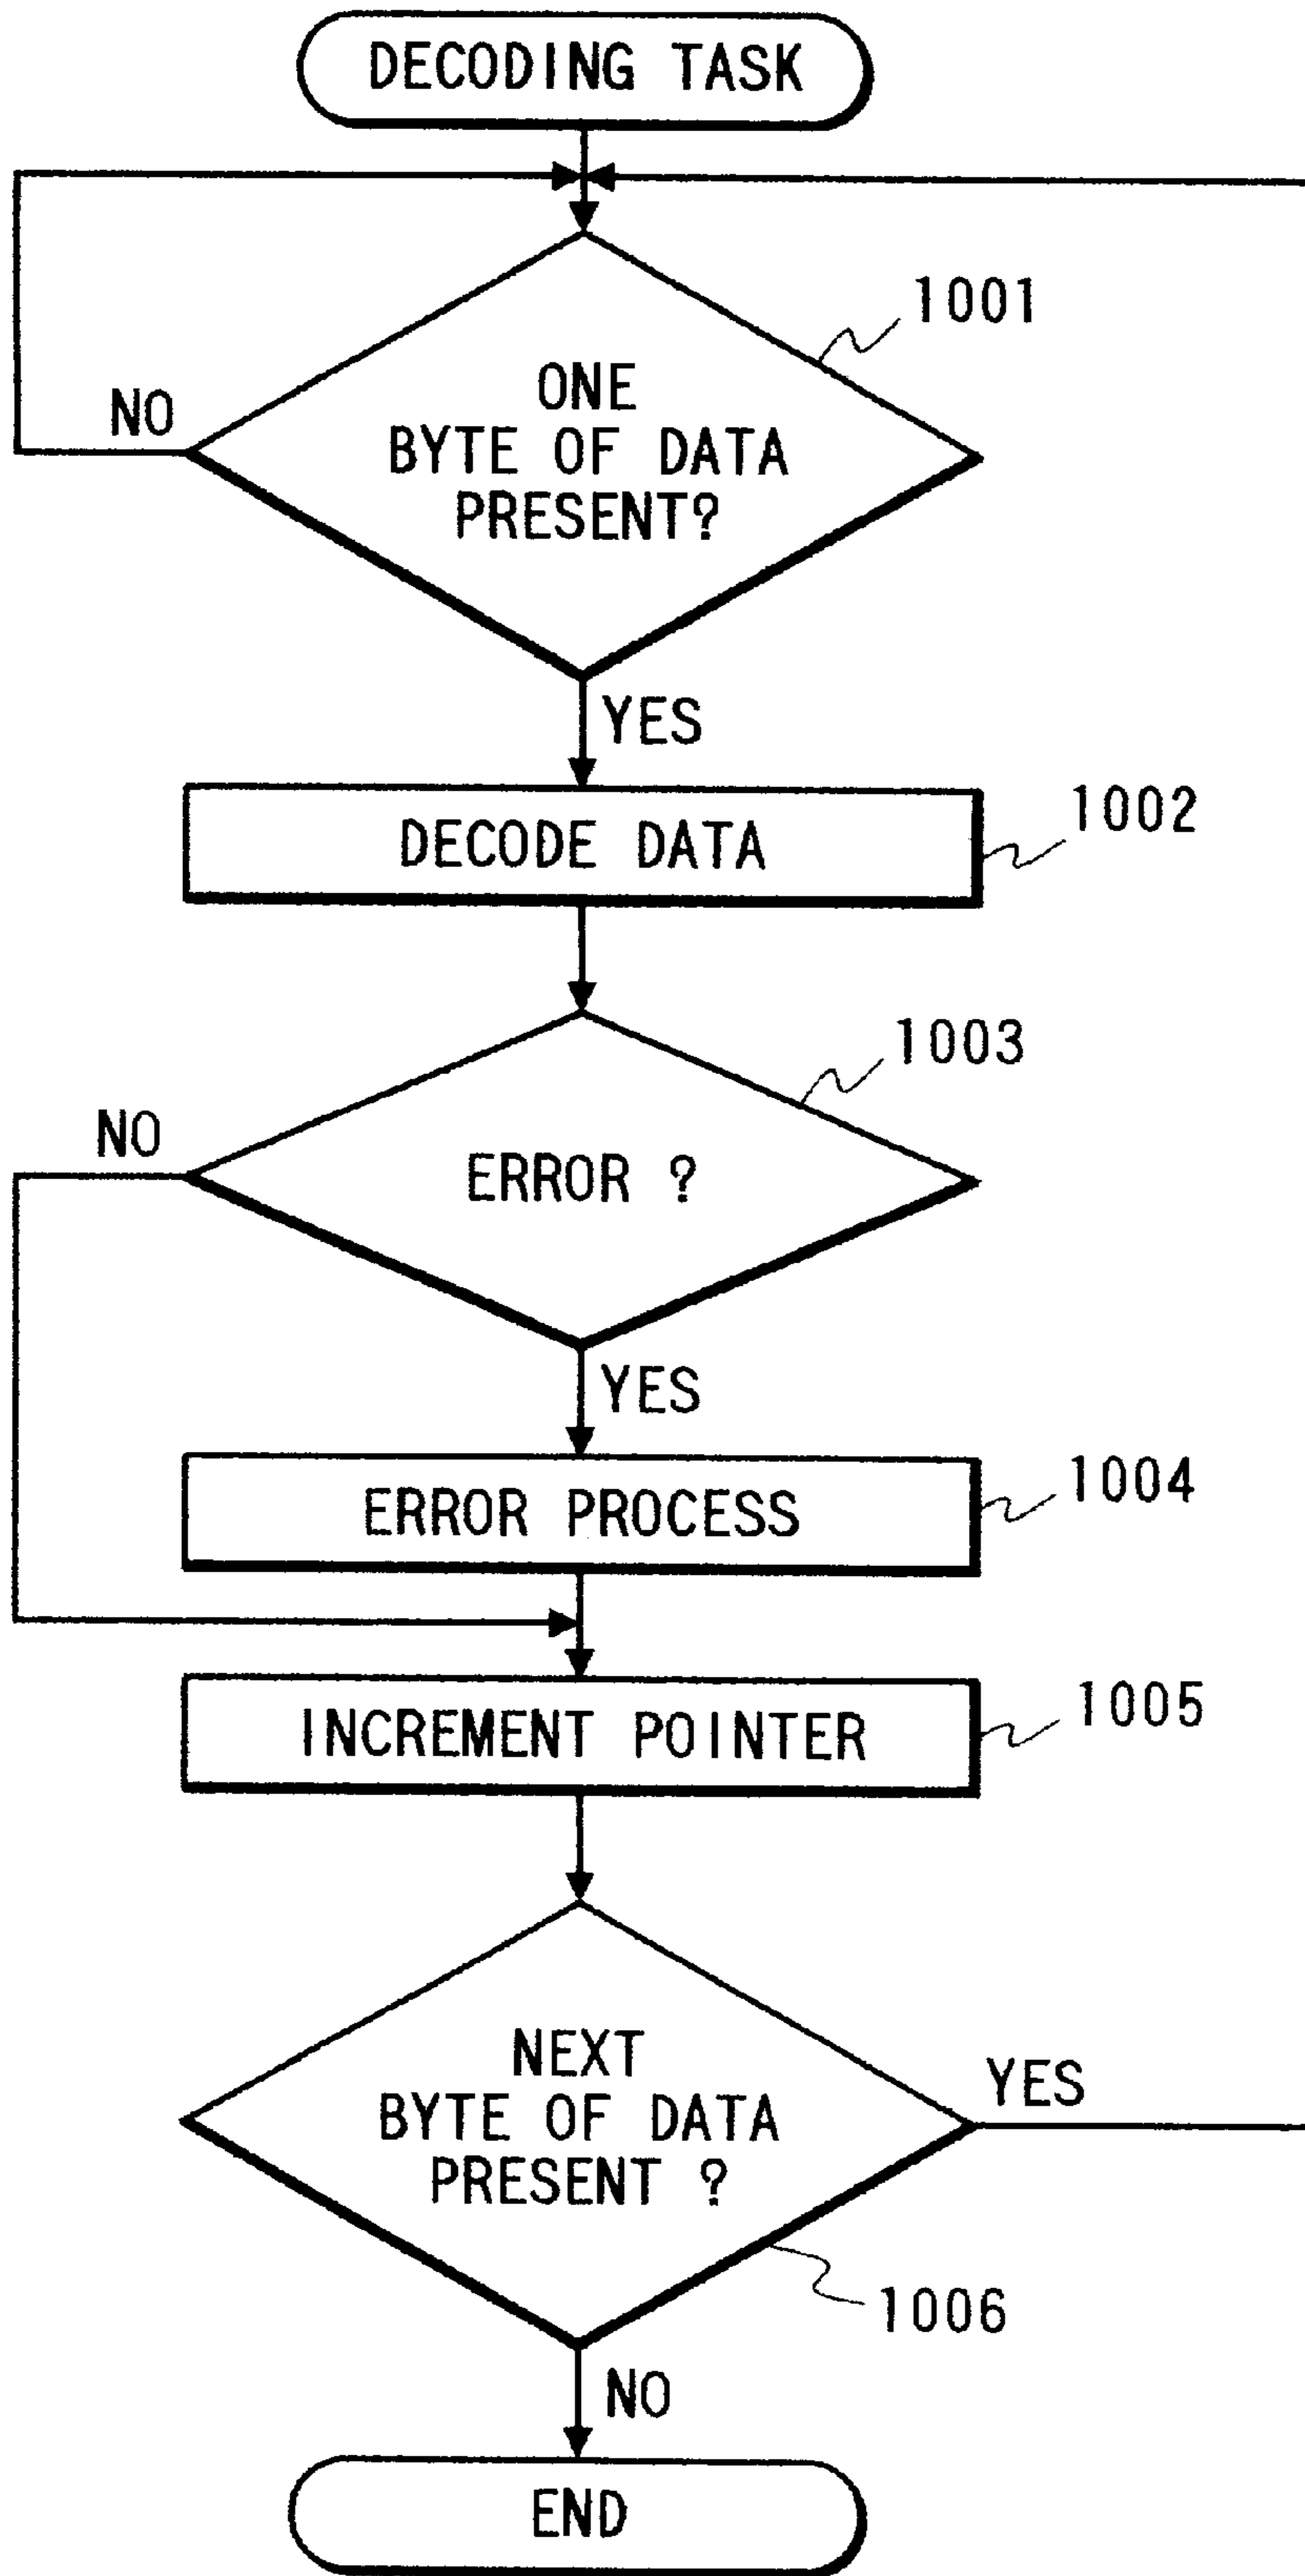 DECODING TASK
1001
ONE
BYTE OF DATA
PRESENT?
NO
YES
DECODE DATA
1002
1003
NO
ERROR ?
YES
ERROR PROCESS
1004
INCREMENT POINTER
1005
NEXT
BYTE OF DATA
PRESENT ?
YES
1006
NO
END